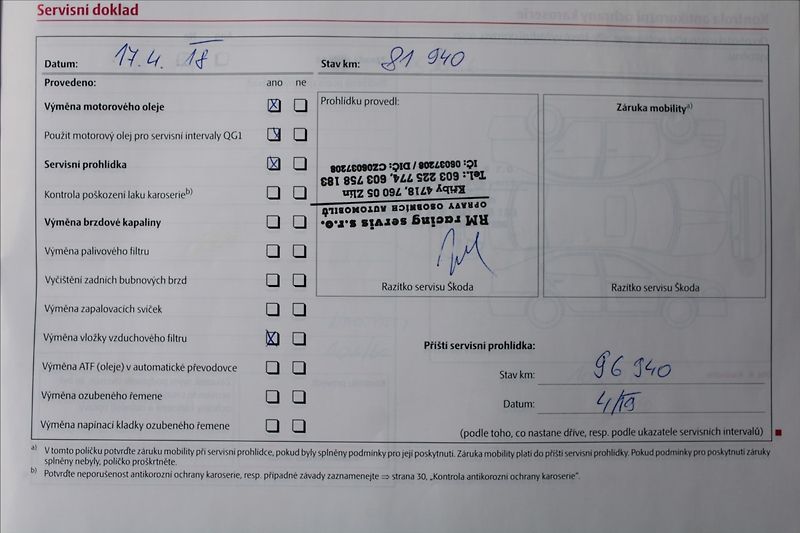 Servisní doklad
Datum: 17.4. 18 Stav km: 81 940
Provedeno: ano ne
Výměna motorového oleje
Použit motorový olej pro servisní intervaly QG1
Servisní prohlídka
Kontrola poškození laku karoserie b)
Výměna brzdové kapaliny
Výměna palivového filtru
Vyčištění zadních bubnových brzd
Výměna zapalovacích svíček
Výměna vložky vzduchového filtru
Výměna ATF (oleje) v automatické převodovce
Výměna ozubeného řemene
Výměna napínací kladky ozubeného řemene
Prohlídku provedl:
RM racing servis s.r.o.
OPRAVY OSOBNÍCH AUTOMOBILŮ
4718, 760 05 Zlín
Tel.: 603 225 774, 603 758 183
IČ: 06037208 / DIČ: CZ06037208
Razítko servisu Škoda
Záruka mobility a)
Razítko servisu Škoda
Příští servisní prohlídka:
Stav km: 96 940
Datum: 4/19
(podle toho, co nastane dříve, resp. podle ukazatele servisních intervalů)
a) V tomto políčku potvrďte záruku mobility při servisní prohlídce, pokud byly splněny podmínky pro její poskytnutí. Záruka mobility platí do příští servisní prohlídky. Pokud podmínky pro poskytnutí záruky
splněny nebyly, políčko proškrtněte.
b) Potvrďte neporušenost antikorozní ochrany karoserie, resp. případné závady zaznamenejte ⇒ strana 30, „Kontrola antikorozní ochrany karoserie“.